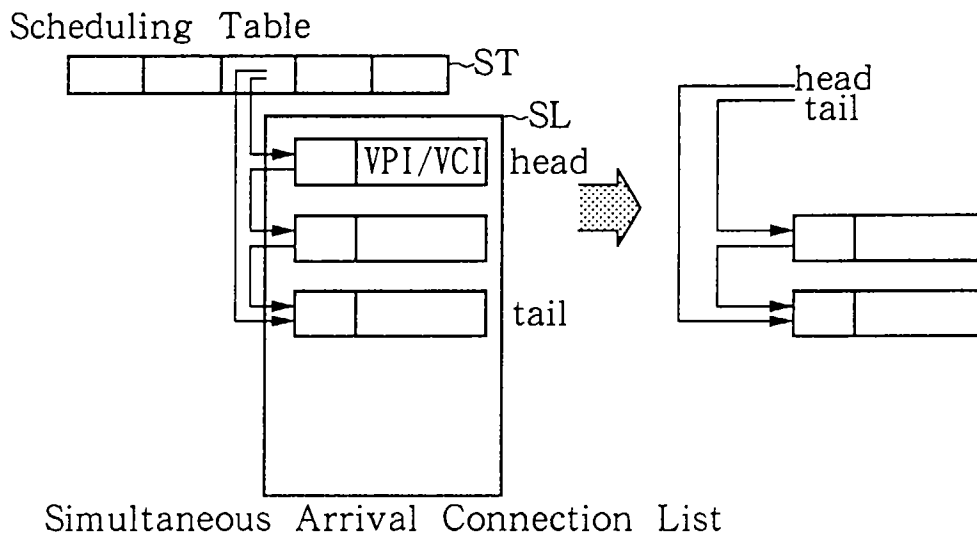 Scheduling Table
ST
SL
VPI/VCI head
tail
head
tail
Simultaneous Arrival Connection List